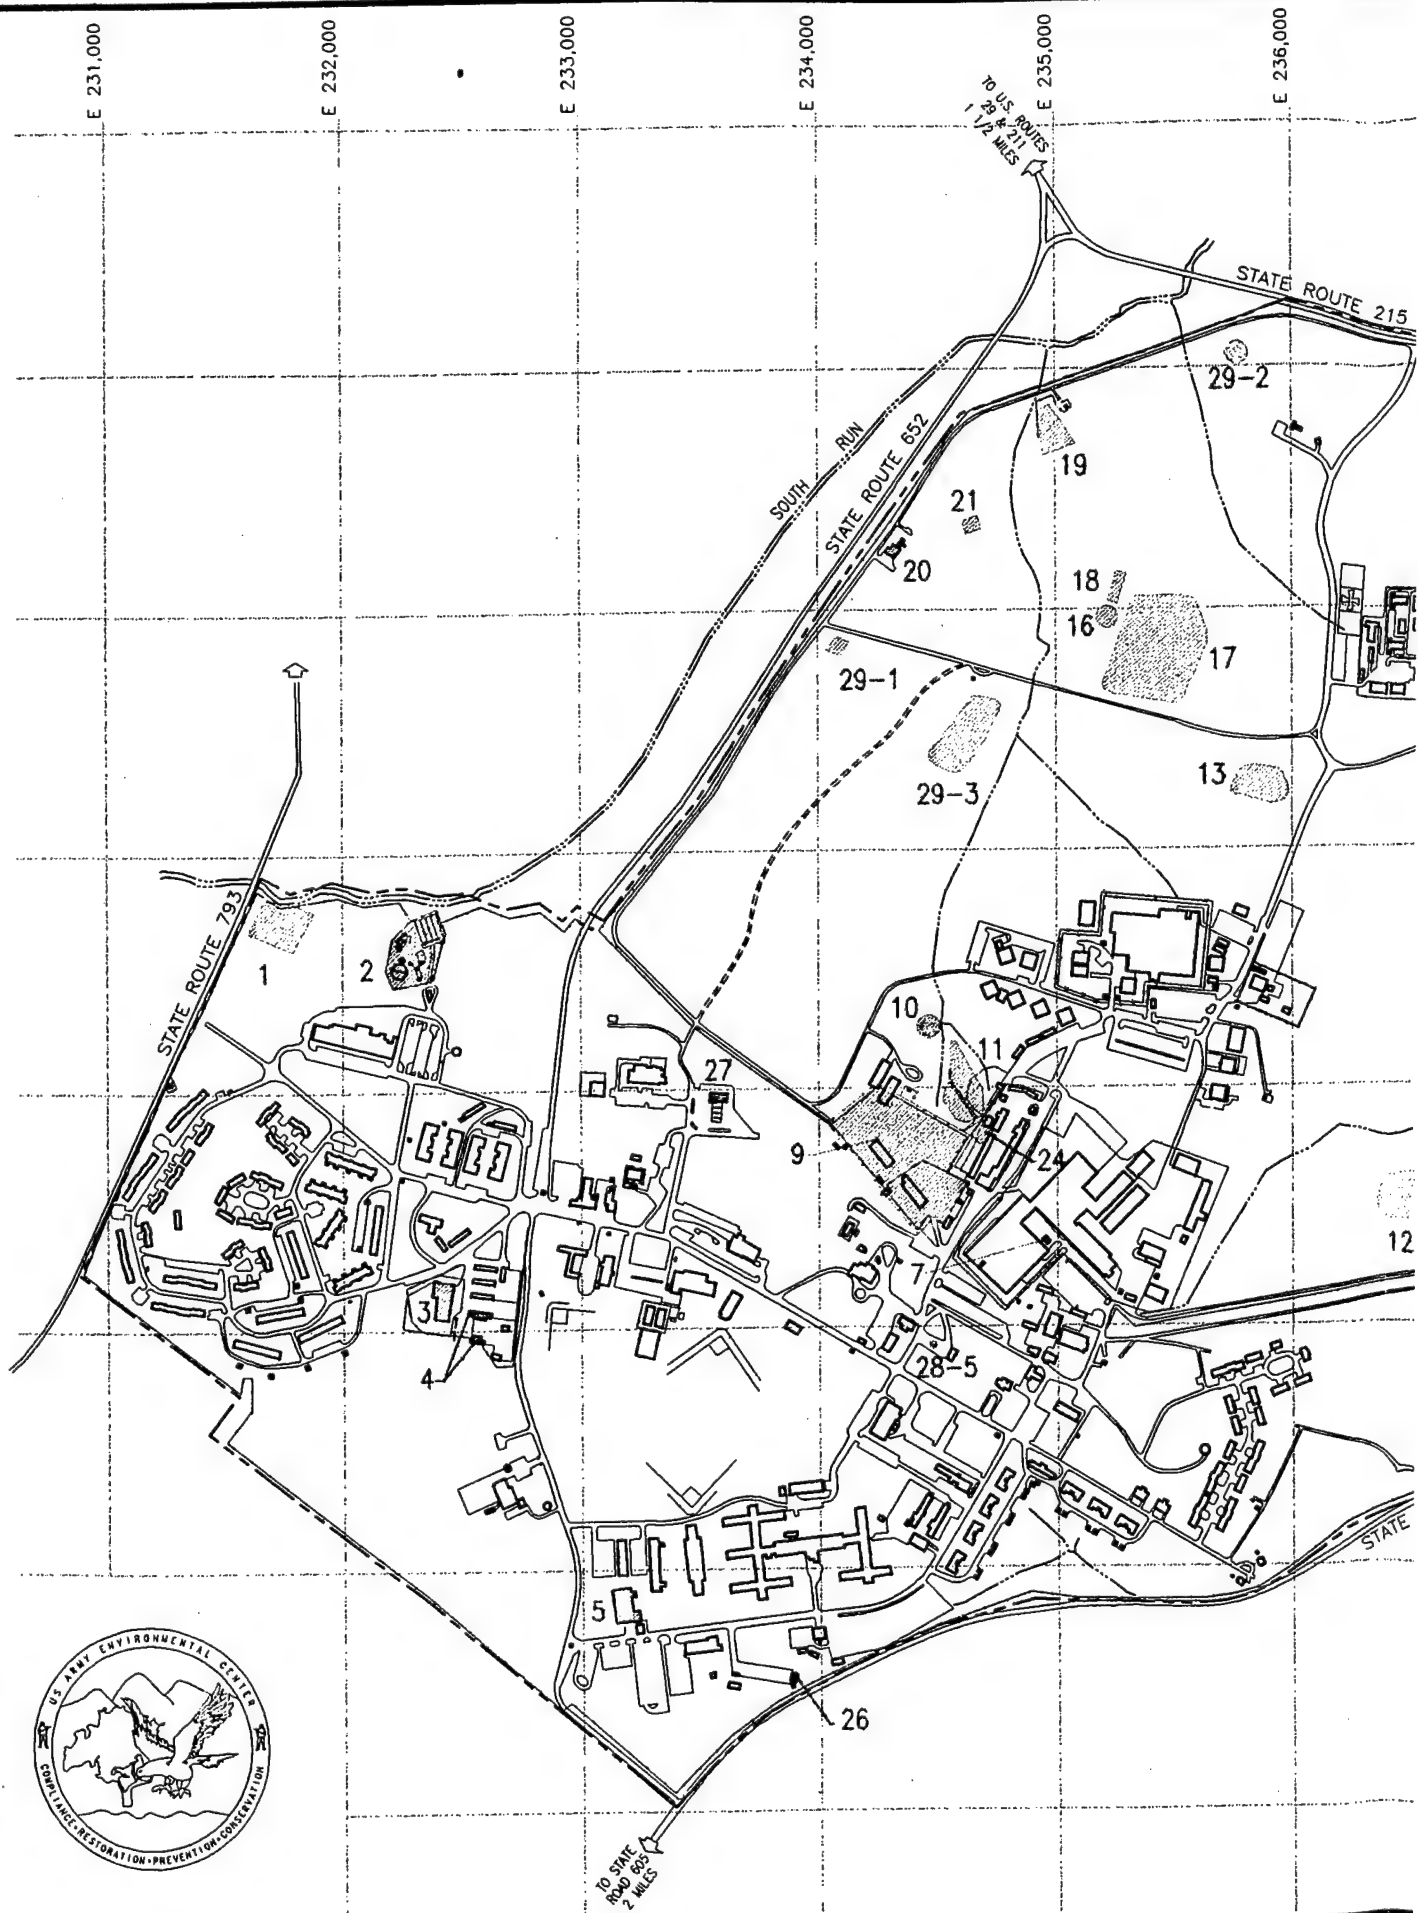 E 231,000
E 232,000
E 233,000
E 234,000
E 235,000
E 236,000
TO U.S. ROUTES
29 & 211
1 1/2 MILES
STATE ROUTE 215
29-2
SOUTH RUN
STATE ROUTE 652
19
21
20
18
16
17
29-1
29-3
13
STATE ROUTE 793
1
2
10
11
27
9
24
12
7
3
4
28-5
5
STATE
26
TO STATE
ROAD 605
2 MILES
US ARMY ENVIRONMENTAL CENTER
COMPLIANCE•RESTORATION•PREVENTION•CONSERVATION